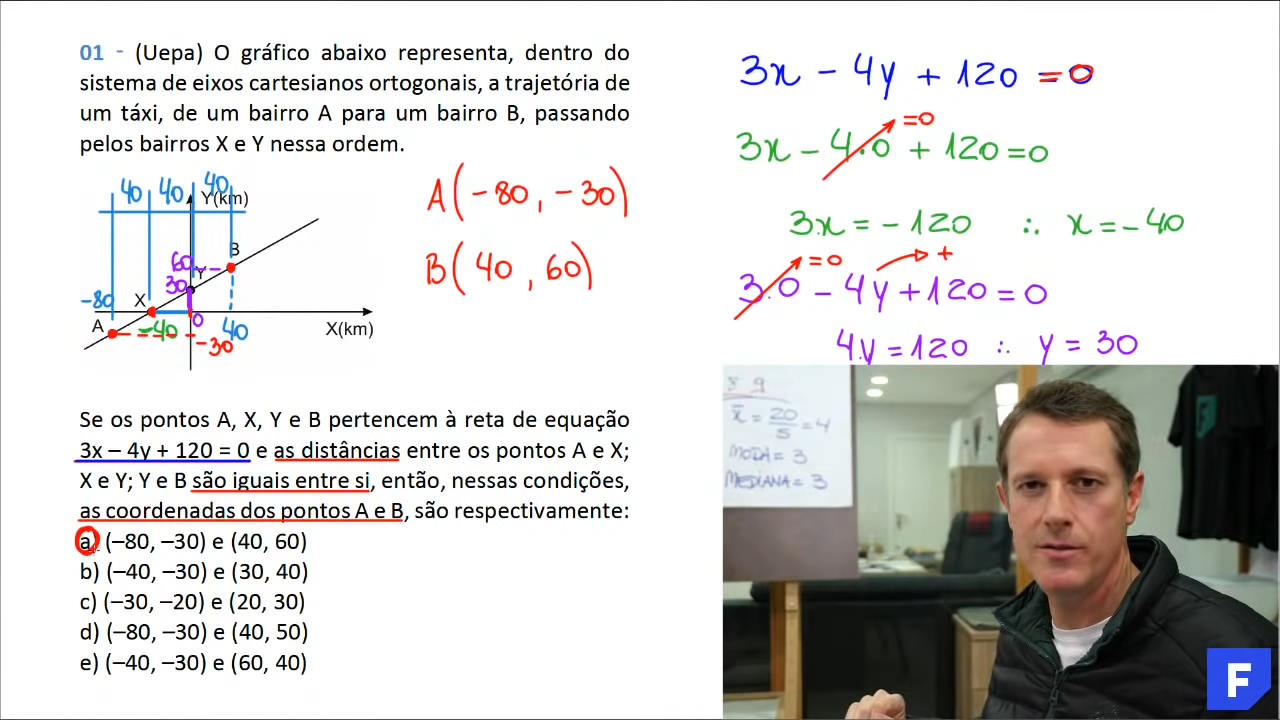 01 - (Uepa) O gráfico abaixo representa, dentro do
sistema de eixos cartesianos ortogonais, a trajetória de
um táxi, de um bairro A para um bairro B, passando
pelos bairros X e Y nessa ordem.
40 40 40
Y(km)
B
60
Y
30
-80
X
0
A
-40
40
X(km)
-30
A(-80, -30)
B(40, 60)
Se os pontos A, X, Y e B pertencem à reta de equação
3x – 4y + 120 = 0 e as distâncias entre os pontos A e X;
X e Y; Y e B são iguais entre si, então, nessas condições,
as coordenadas dos pontos A e B, são respectivamente:
a) (–80, –30) e (40, 60)
b) (–40, –30) e (30, 40)
c) (–30, –20) e (20, 30)
d) (–80, –30) e (40, 50)
e) (–40, –30) e (60, 40)
3x - 4y + 120 = 0
=0
3x - 4·0 + 120 = 0
3x = -120 ∴ x = -40
=0 +
3·0 - 4y + 120 = 0
4y = 120 ∴ y = 30
8 9
x̄ = 20/5 = 4
MODA = 3
MEDIANA = 3
F
F